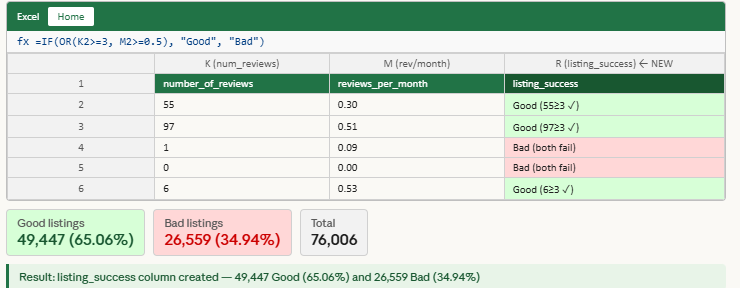 Excel Home
fx =IF(OR(K2>=3, M2>=0.5), "Good", "Bad")
K (num_reviews) M (rev/month) R (listing_success) ← NEW
1 number_of_reviews reviews_per_month listing_success
2 55 0.30 Good (55≥3 ✓)
3 97 0.51 Good (97≥3 ✓)
4 1 0.09 Bad (both fail)
5 0 0.00 Bad (both fail)
6 6 0.53 Good (6≥3 ✓)
Good listings Bad listings Total
49,447 (65.06%) 26,559 (34.94%) 76,006
Result: listing_success column created — 49,447 Good (65.06%) and 26,559 Bad (34.94%)